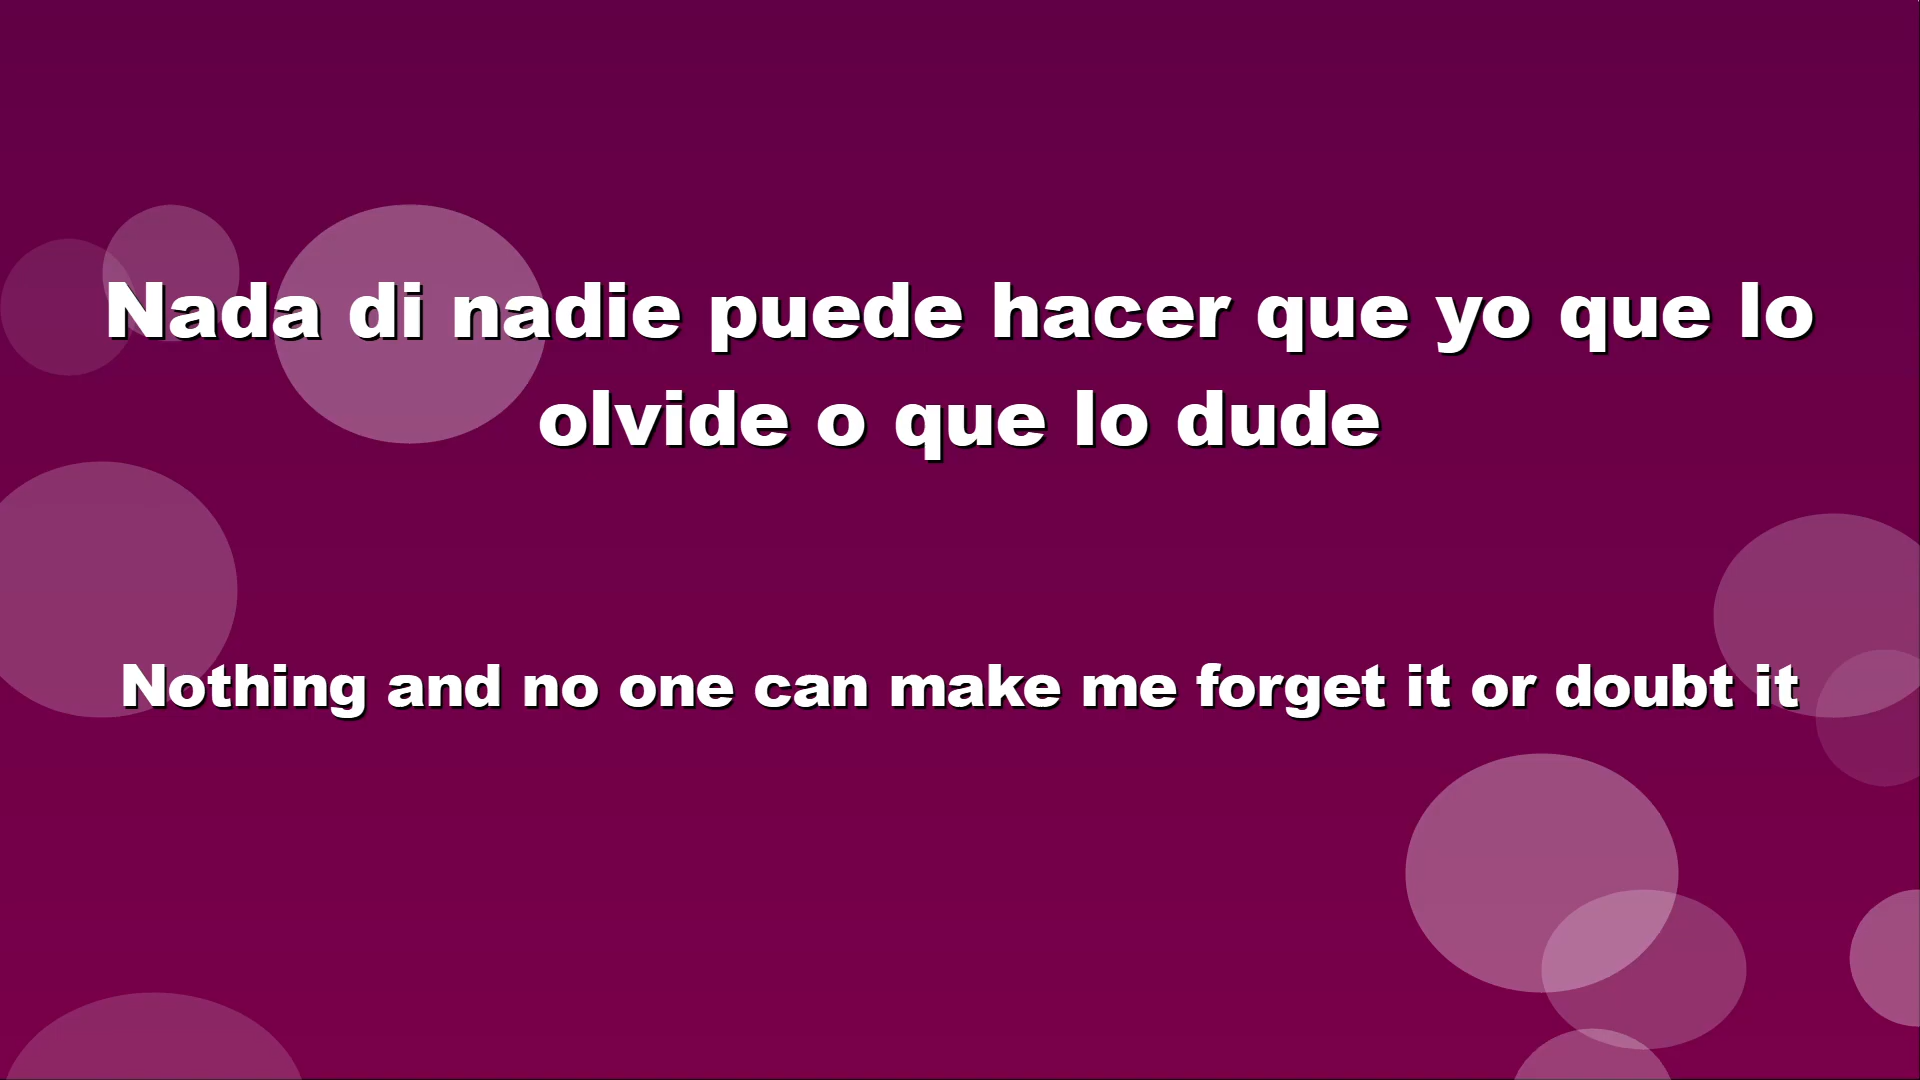 Nada di nadie puede hacer que yo que lo
olvide o que lo dude
Nothing and no one can make me forget it or doubt it